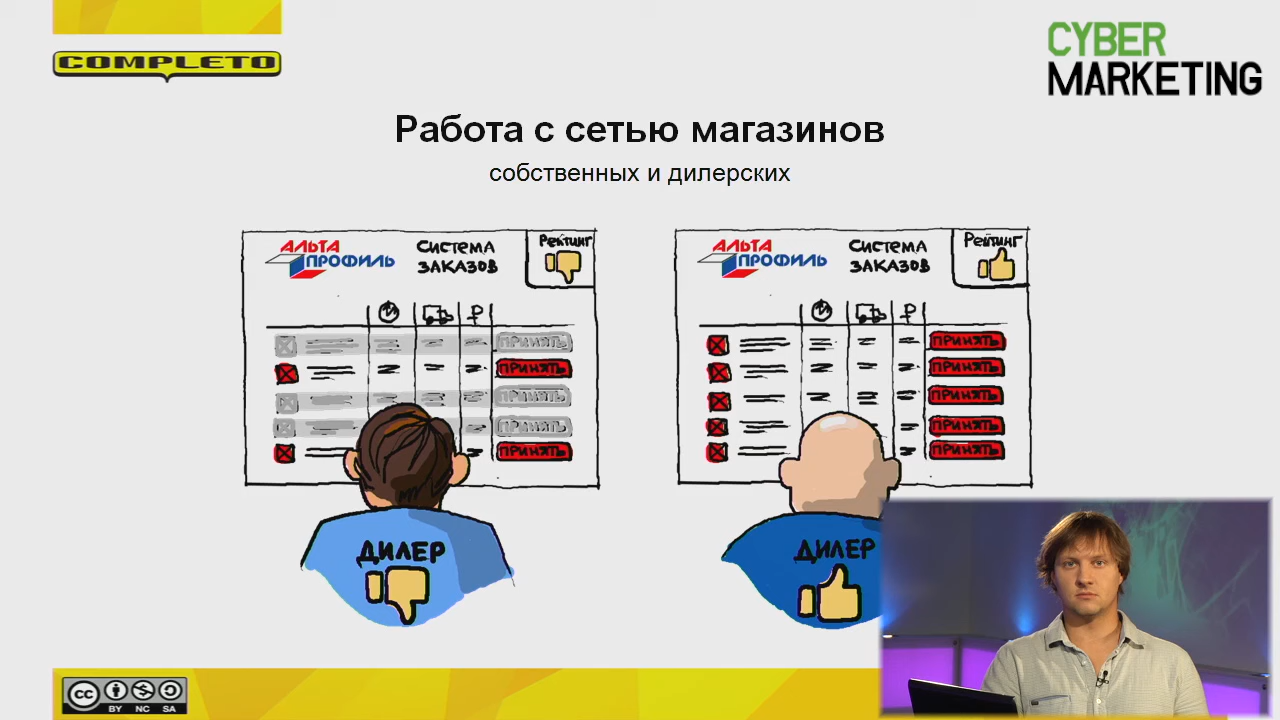 COMPLETO
CYBER
MARKETING
Работа с сетью магазинов
собственных и дилерских
АЛЬТА
ПРОФИЛЬ
СИСТЕМА
ЗАКАЗОВ
Рейтинг
₽
ПРИНЯТЬ
ПРИНЯТЬ
ПРИНЯТЬ
ПРИНЯТЬ
ПРИНЯТЬ
ДИЛЕР
АЛЬТА
ПРОФИЛЬ
СИСТЕМА
ЗАКАЗОВ
Рейтинг
₽
ПРИНЯТЬ
ПРИНЯТЬ
ПРИНЯТЬ
ПРИНЯТЬ
ПРИНЯТЬ
ДИЛЕР
cc
BY NC SA